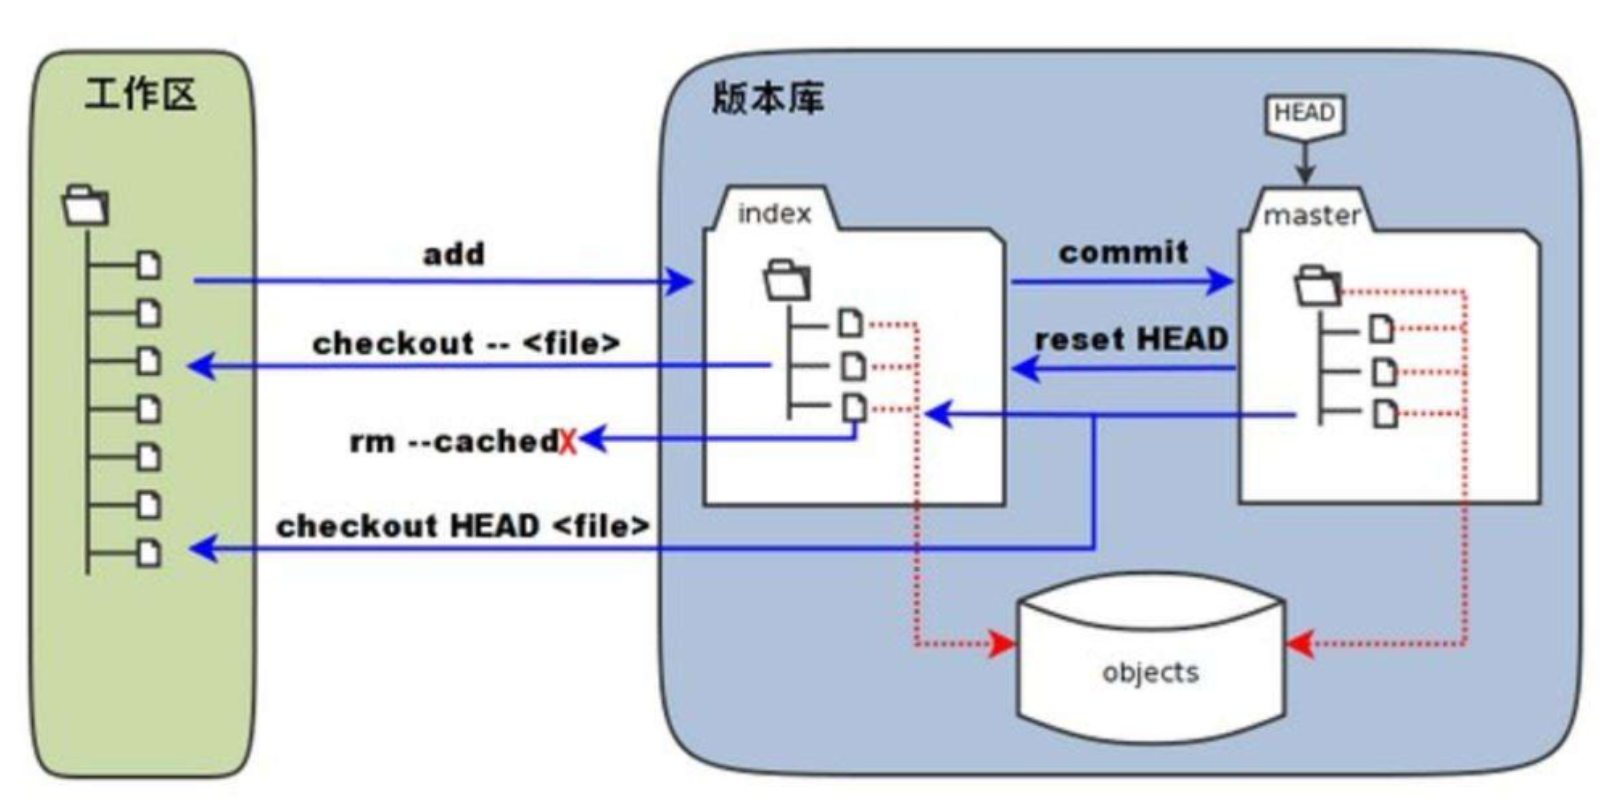 工作区
版本库
HEAD
index
master
add
commit
checkout -- <file>
reset HEAD
rm --cachedX
checkout HEAD <file>
objects